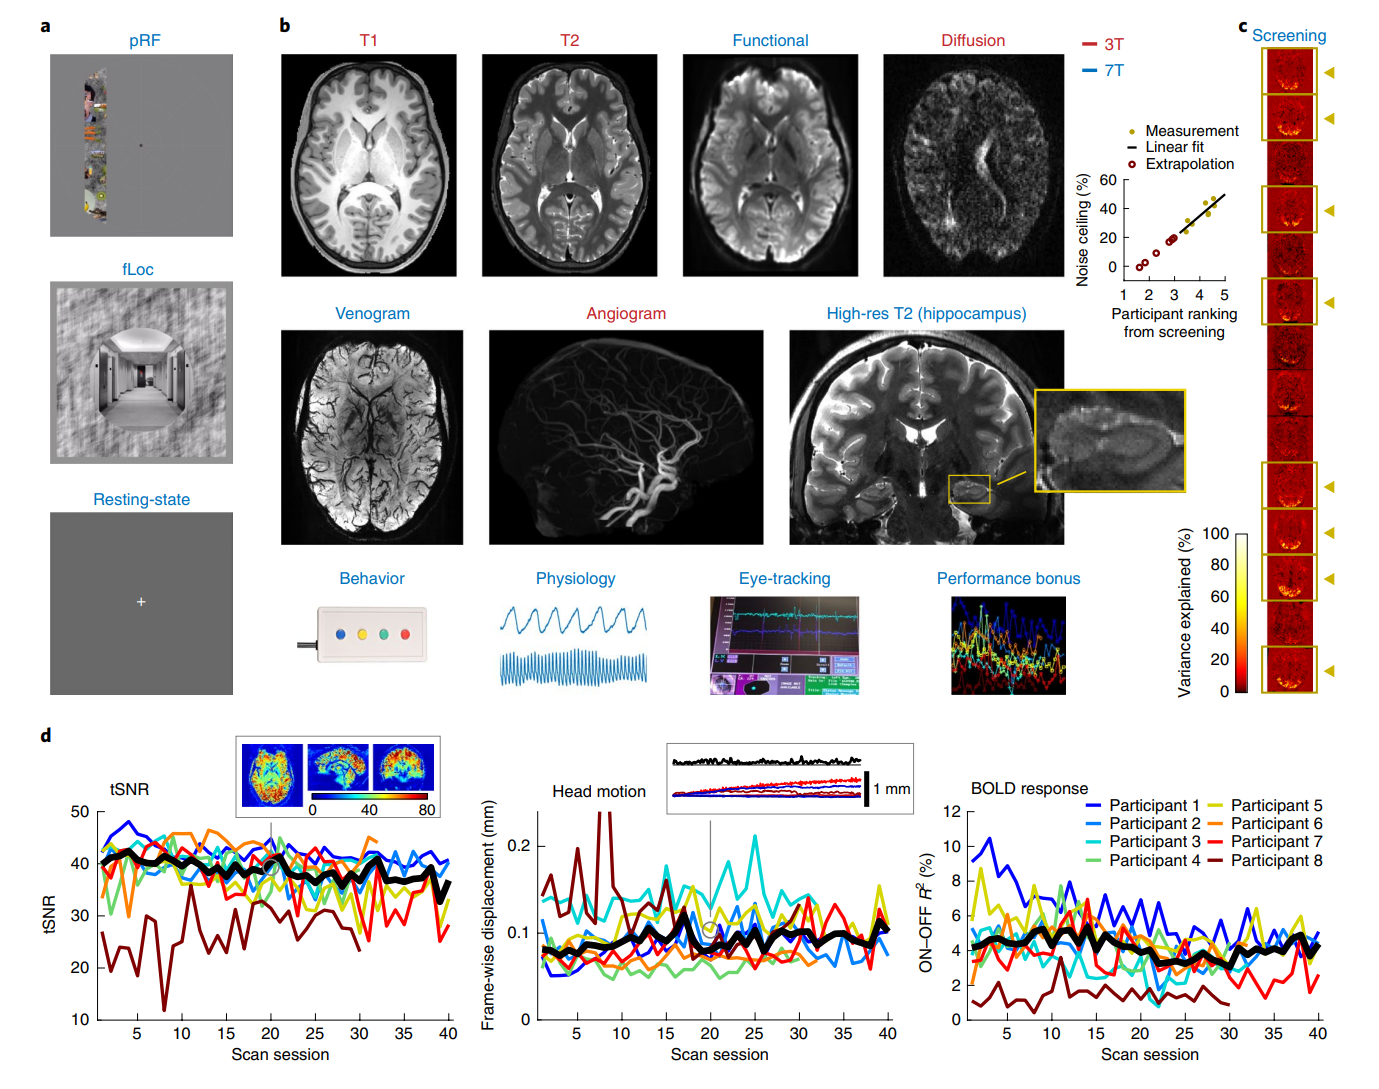 a
pRF
fLoc
Resting-state
b
T1
T2
Functional
Diffusion
3T
7T
Measurement
Linear fit
Extrapolation
Noise ceiling (%)
60
40
20
0
1 2 3 4 5
Participant ranking
from screening
Venogram
Angiogram
High-res T2 (hippocampus)
Behavior
Physiology
Eye-tracking
Performance bonus
c
Screening
Variance explained (%)
100
80
60
40
20
0
d
tSNR
0 40 80
tSNR
50
40
30
20
10
5 10 15 20 25 30 35 40
Scan session
Head motion
1 mm
Frame-wise displacement (mm)
0.2
0.1
0
5 10 15 20 25 30 35 40
Scan session
BOLD response
Participant 1 Participant 5
Participant 2 Participant 6
Participant 3 Participant 7
Participant 4 Participant 8
ON–OFF R² (%)
12
10
8
6
4
2
0
5 10 15 20 25 30 35 40
Scan session